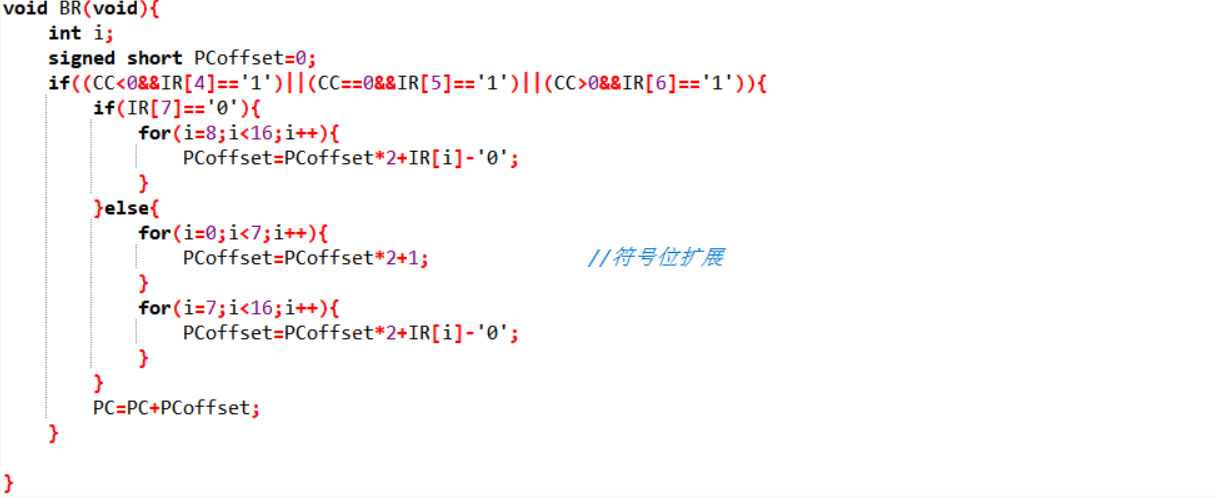 void BR(void){
    int i;
    signed short PCoffset=0;
    if((CC<0&&IR[4]=='1')||(CC==0&&IR[5]=='1')||(CC>0&&IR[6]=='1')){
        if(IR[7]=='0'){
            for(i=8;i<16;i++){
                PCoffset=PCoffset*2+IR[i]-'0';
            }
        }else{
            for(i=0;i<7;i++){
                PCoffset=PCoffset*2+1;              //符号位扩展
            }
            for(i=7;i<16;i++){
                PCoffset=PCoffset*2+IR[i]-'0';
            }
        }
        PC=PC+PCoffset;
    }
}